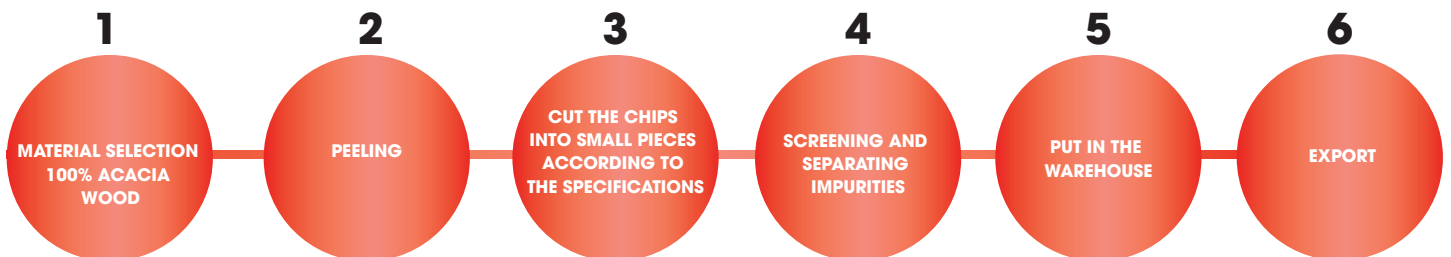 1
MATERIAL SELECTION
100% ACACIA
WOOD
2
PEELING
3
CUT THE CHIPS
INTO SMALL PIECES
ACCORDING TO
THE SPECIFICATIONS
4
SCREENING AND
SEPARATING
IMPURITIES
5
PUT IN THE
WAREHOUSE
6
EXPORT